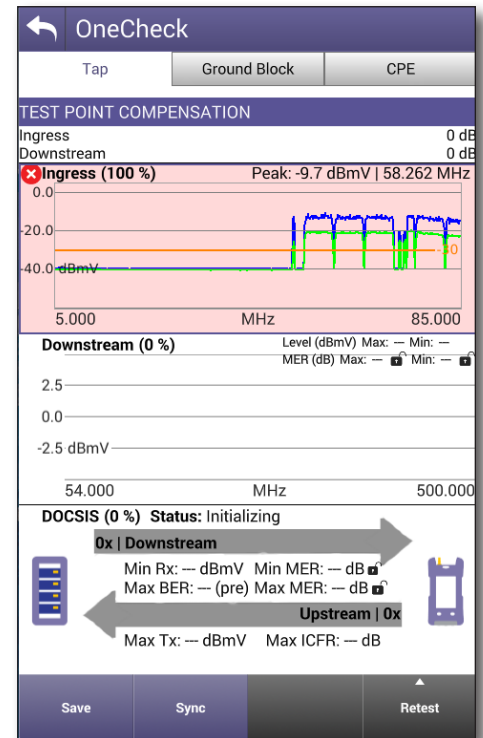 OneCheck
Tap Ground Block CPE
TEST POINT COMPENSATION
Ingress 0 dB
Downstream 0 dB
Ingress (100 %) Peak: -9.7 dBmV | 58.262 MHz
0.0
-20.0
-30
-40.0 dBmV
5.000 MHz 85.000
Downstream (0 %) Level (dBmV) Max: --- Min: ---
MER (dB) Max: --- Min: ---
2.5
0.0
-2.5 dBmV
54.000 MHz 500.000
DOCSIS (0 %) Status: Initializing
0x | Downstream
Min Rx: --- dBmV Min MER: --- dB
Max BER: --- (pre) Max MER: --- dB
Upstream | 0x
Max Tx: --- dBmV Max ICFR: --- dB
Save Sync Retest